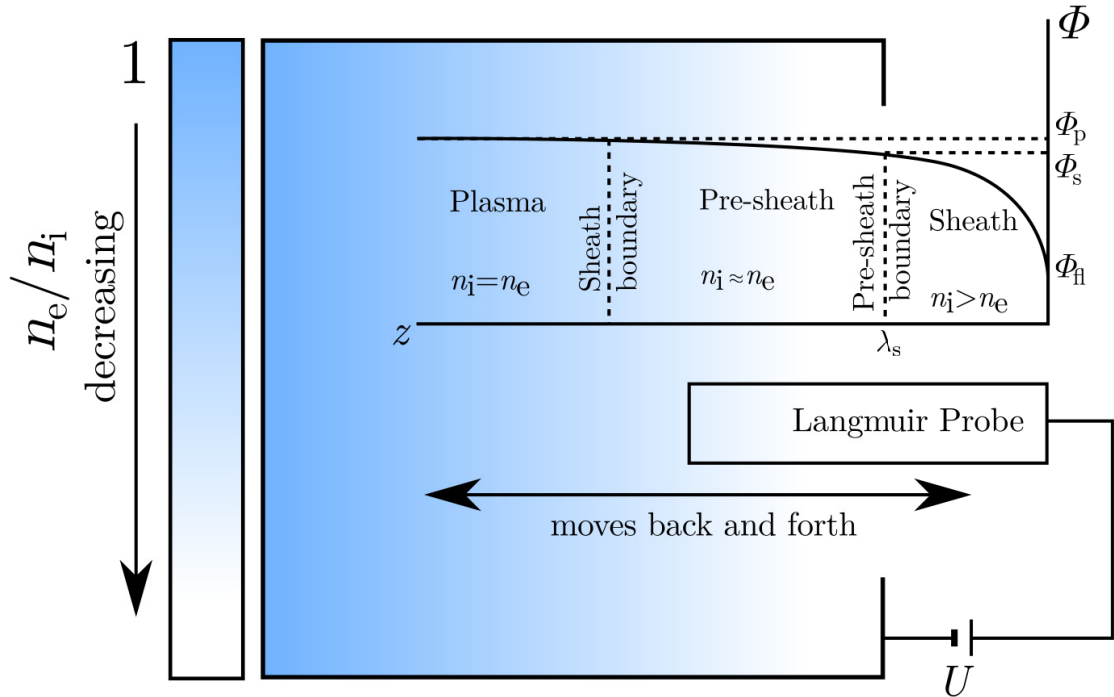 1
nₑ/nᵢ
decreasing
Φ
Φₚ
Φₛ
Φ_fl
Plasma
nᵢ=nₑ
Sheath
boundary
Pre-sheath
nᵢ≈nₑ
Pre-sheath
boundary
Sheath
nᵢ>nₑ
z
λₛ
Langmuir Probe
moves back and forth
U